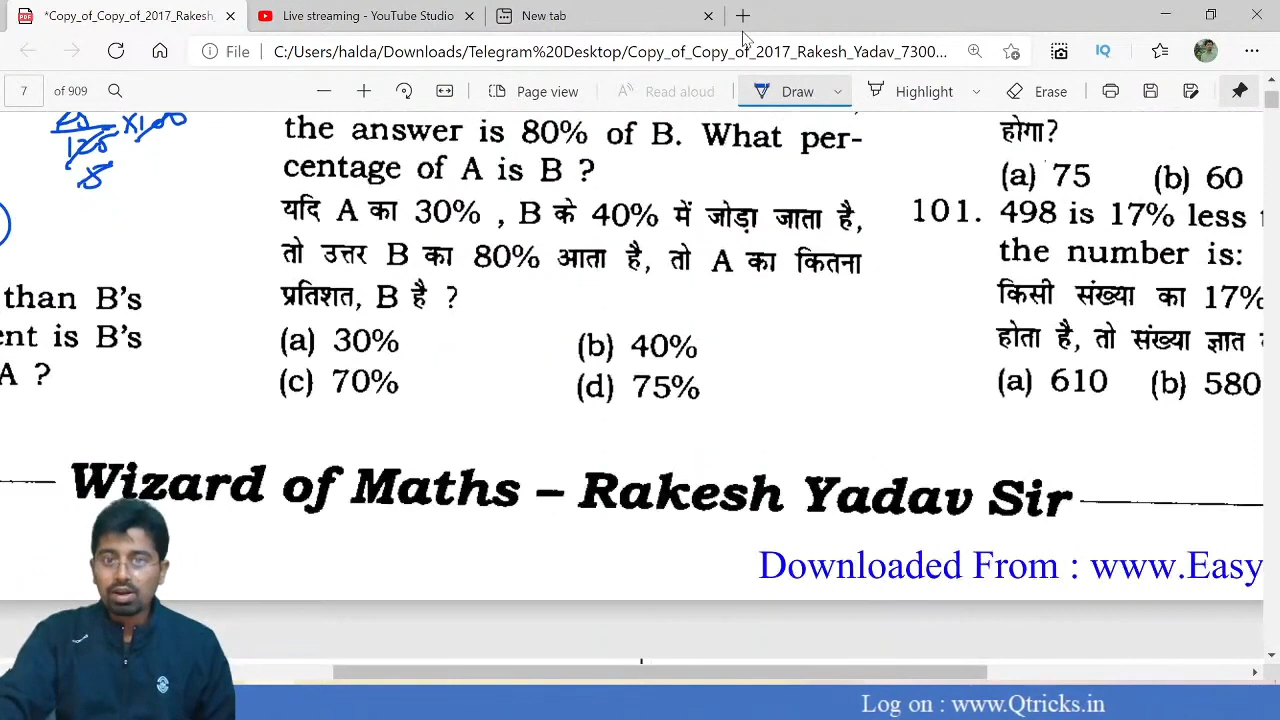 *Copy_of_Copy_of_2017_Rakesh_
Live streaming - YouTube Studio
New tab
File
C:/Users/halda/Downloads/Telegram%20Desktop/Copy_of_Copy_of_2017_Rakesh_Yadav_7300...
7 of 909
Page view
Read aloud
Draw
Highlight
Erase
the answer is 80% of B. What per-
centage of A is B ?
यदि A का 30% , B के 40% में जोड़ा जाता है,
तो उत्तर B का 80% आता है, तो A का कितना
प्रतिशत, B है ?
(a) 30% (b) 40%
(c) 70% (d) 75%
than B's
ent is B's
A ?
होगा?
(a) 75 (b) 60
101. 498 is 17% less
the number is:
किसी संख्या का 17%
होता है, तो संख्या ज्ञात
(a) 610 (b) 580
Wizard of Maths – Rakesh Yadav Sir
Downloaded From : www.Easy
Log on : www.Qtricks.in